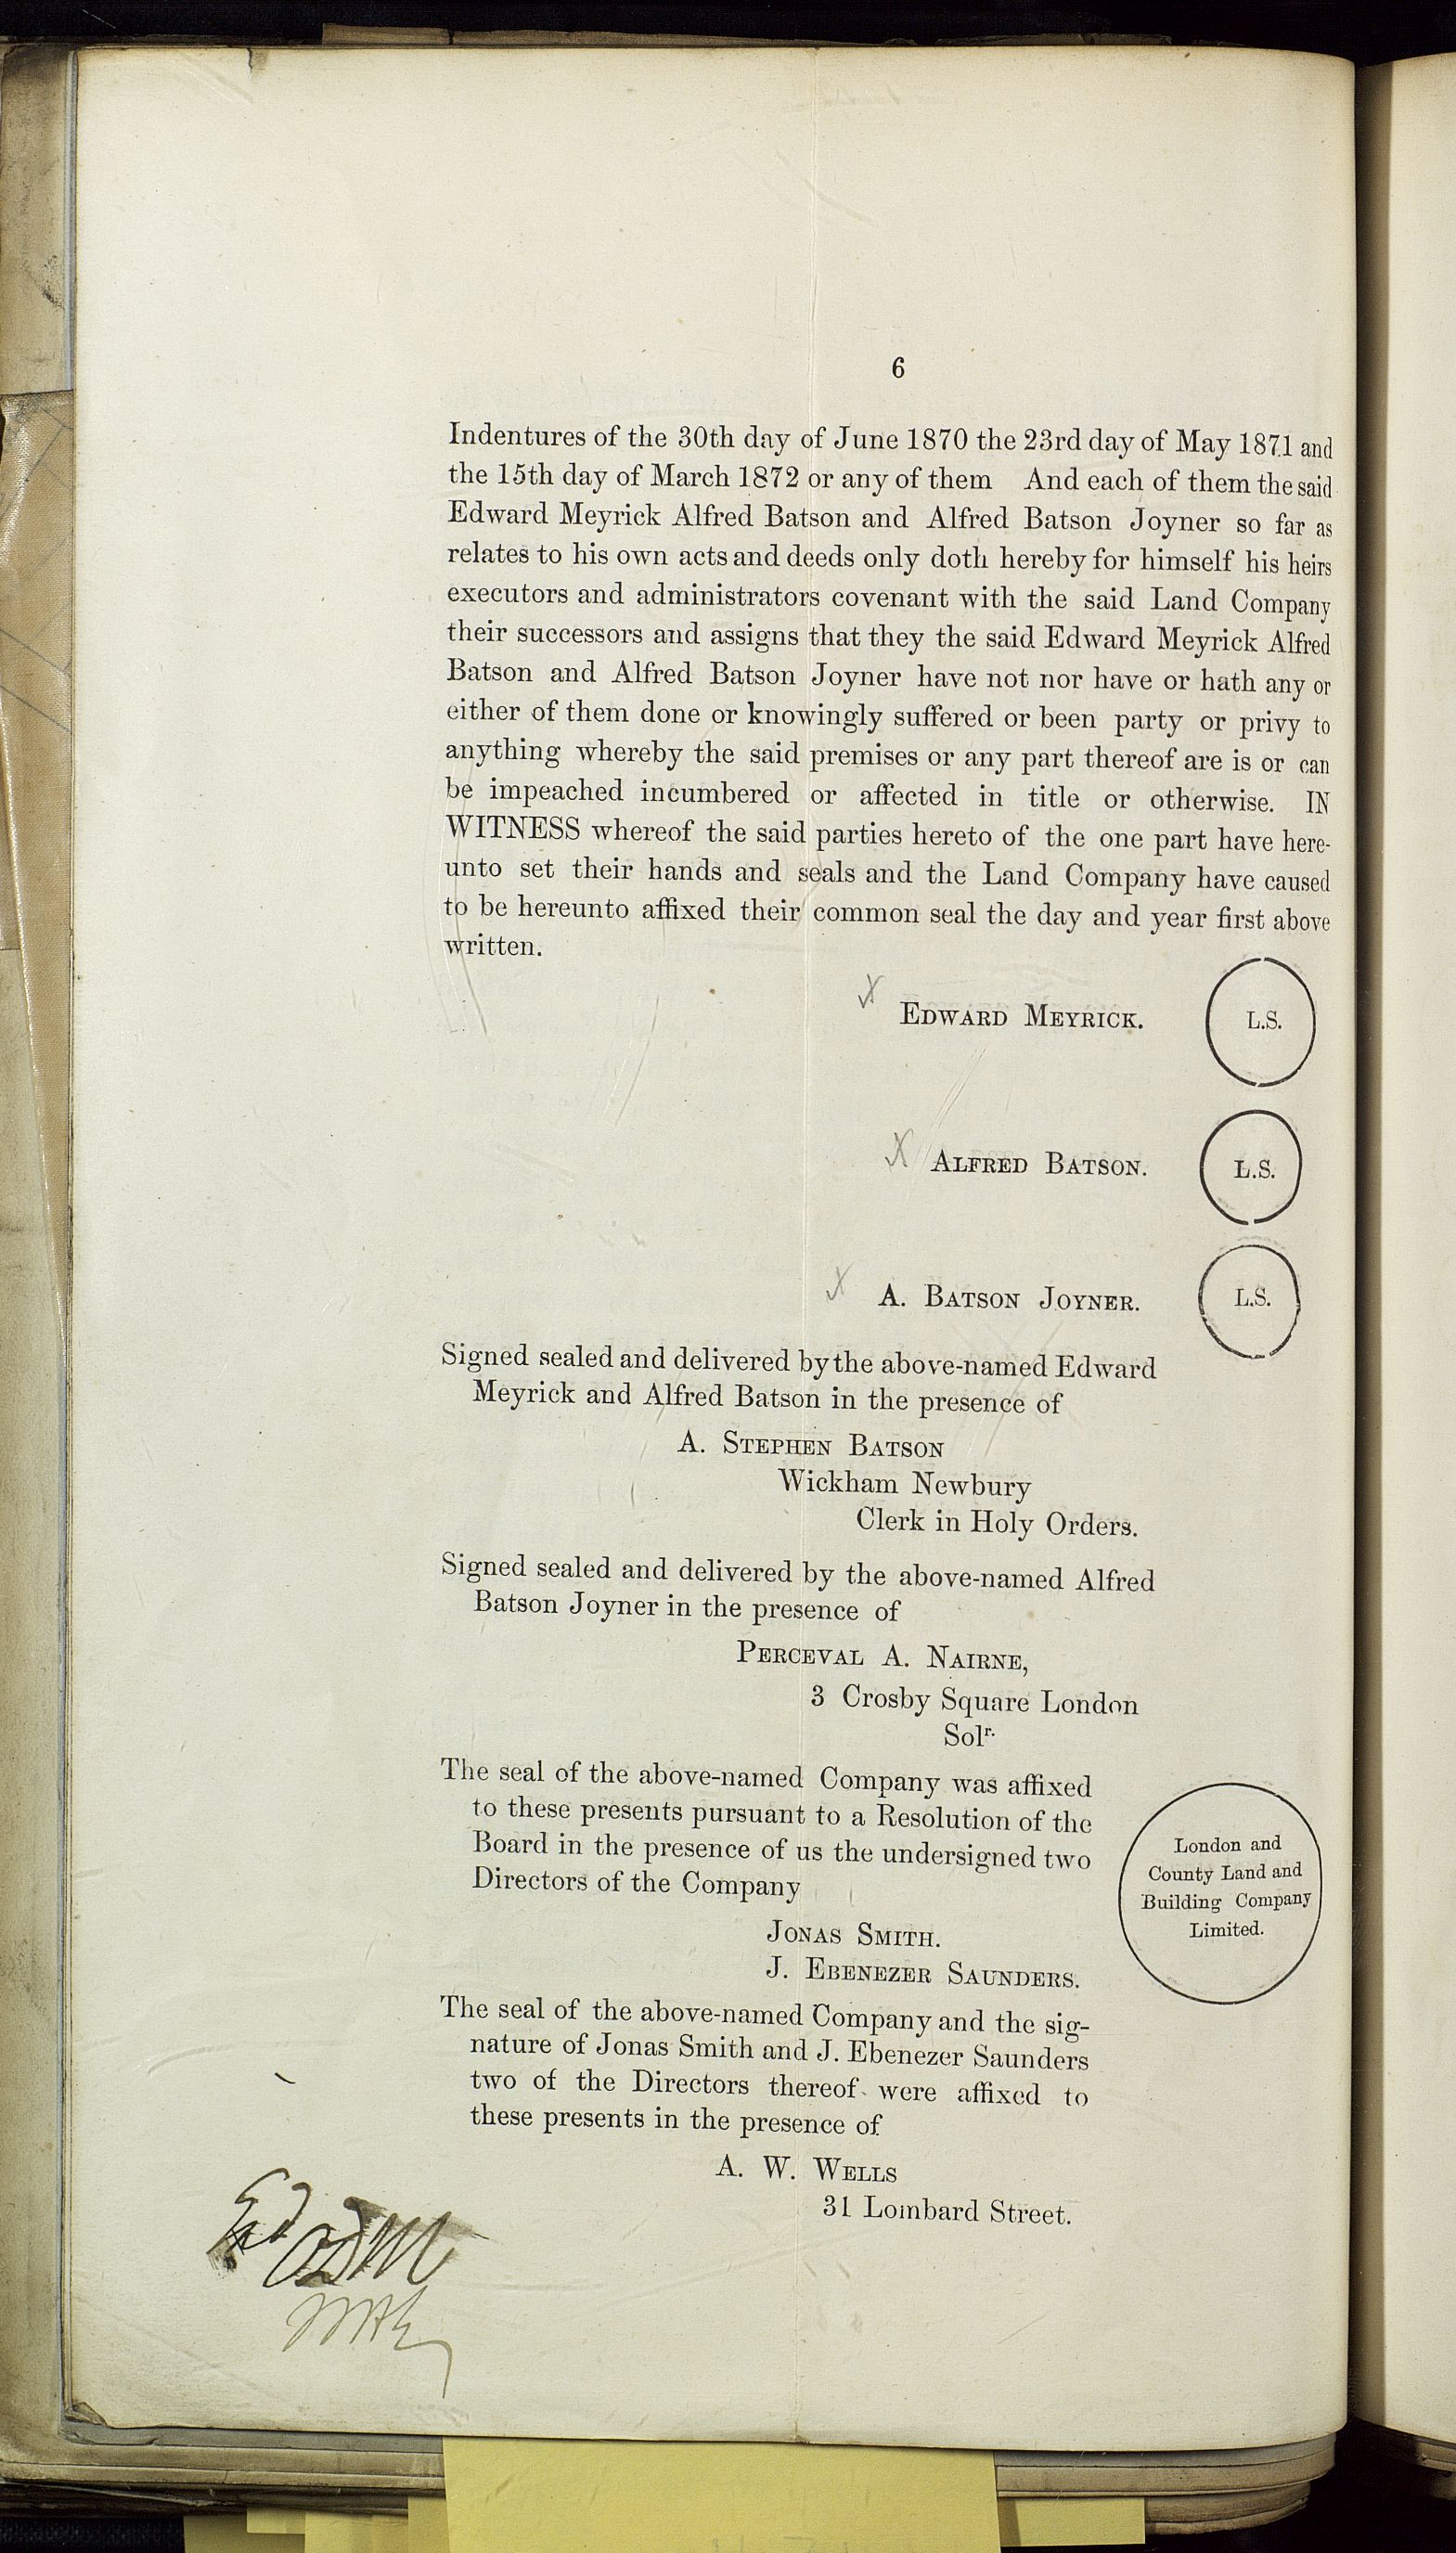 6
Indentures of the 30th day of June 1870 the 23rd day of May 1871 and
the 15th day of March 1872 or any of them And each of them the said
Edward Meyrick Alfred Batson and Alfred Batson Joyner so far as
relates to his own acts and deeds only doth hereby for himself his heirs
executors and administrators covenant with the said Land Company
their successors and assigns that they the said Edward Meyrick Alfred
Batson and Alfred Batson Joyner have not nor have or hath any or
either of them done or knowingly suffered or been party or privy to
anything whereby the said premises or any part thereof are is or can
be impeached incumbered or affected in title or otherwise. IN
WITNESS whereof the said parties hereto of the one part have here-
unto set their hands and seals and the Land Company have caused
to be hereunto affixed their common seal the day and year first above
written.
EDWARD MEYRICK. L.S.
ALFRED BATSON. L.S.
A. BATSON JOYNER. L.S.
Signed sealed and delivered by the above-named Edward
Meyrick and Alfred Batson in the presence of
A. STEPHEN BATSON
Wickham Newbury
Clerk in Holy Orders.
Signed sealed and delivered by the above-named Alfred
Batson Joyner in the presence of
PERCEVAL A. NAIRNE,
3 Crosby Square London
Solr.
The seal of the above-named Company was affixed
to these presents pursuant to a Resolution of the
Board in the presence of us the undersigned two
Directors of the Company
London and
County Land and
Building Company
Limited.
JONAS SMITH.
J. EBENEZER SAUNDERS.
The seal of the above-named Company and the sig-
nature of Jonas Smith and J. Ebenezer Saunders
two of the Directors thereof were affixed to
these presents in the presence of
A. W. WELLS
31 Lombard Street.